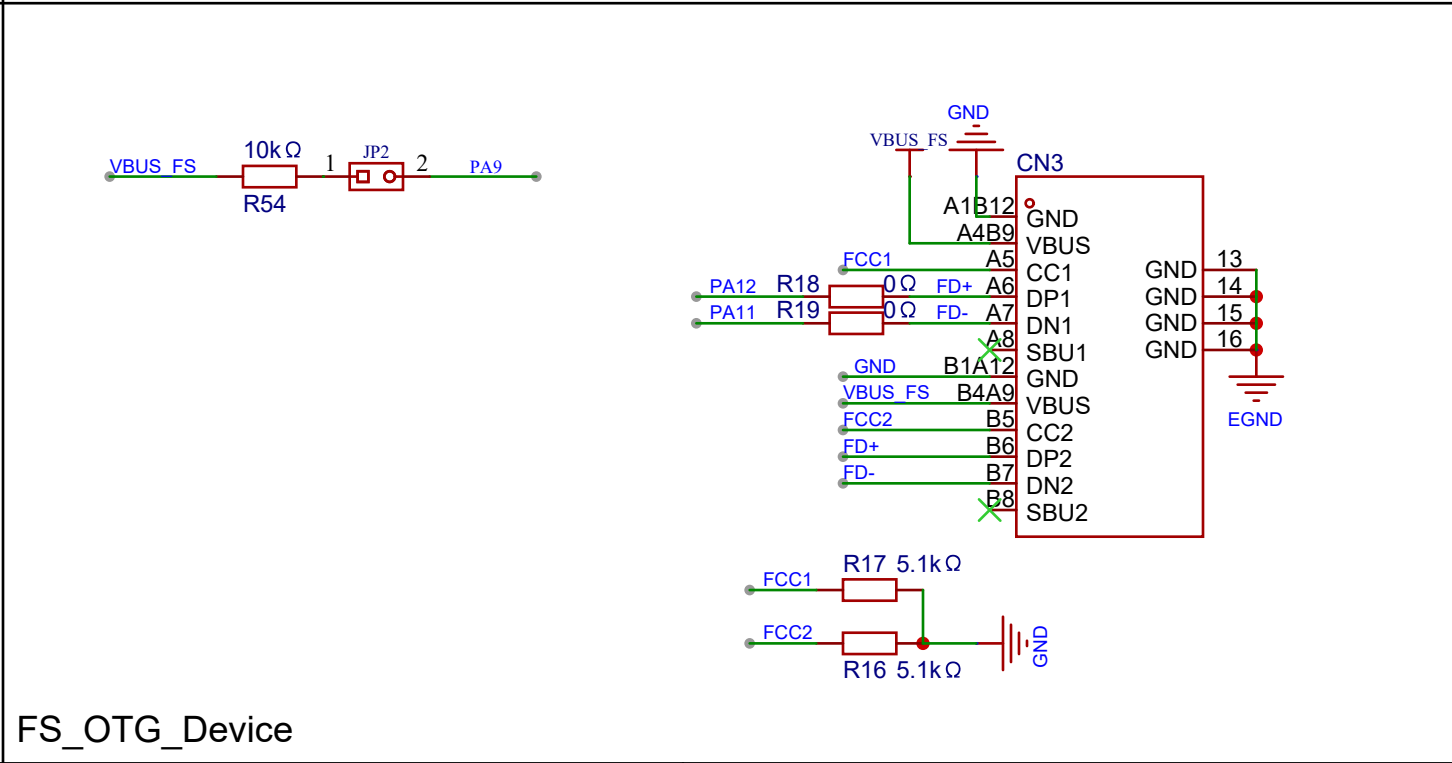 GND
VBUS_FS
CN3
10kΩ
1
JP2
2
VBUS_FS
PA9
R54
A1B12
GND
A4B9
VBUS
FCC1
A5
CC1
GND
13
PA12
R18
0Ω
FD+
A6
DP1
GND
14
PA11
R19
0Ω
FD-
A7
DN1
GND
15
A8
SBU1
GND
16
GND
B1A12
GND
VBUS_FS
B4A9
VBUS
EGND
FCC2
B5
CC2
FD+
B6
DP2
FD-
B7
DN2
B8
SBU2
R17 5.1kΩ
FCC1
FCC2
GND
R16 5.1kΩ
FS_OTG_Device